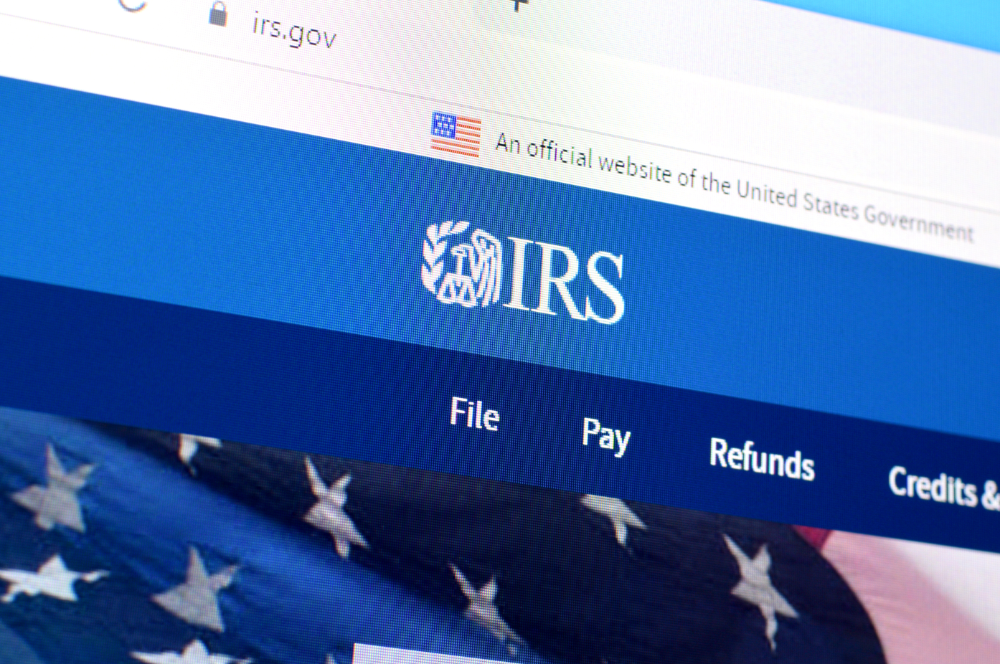 irs.gov
An official website of the United States Government
IRS
File Pay Refunds Credits &